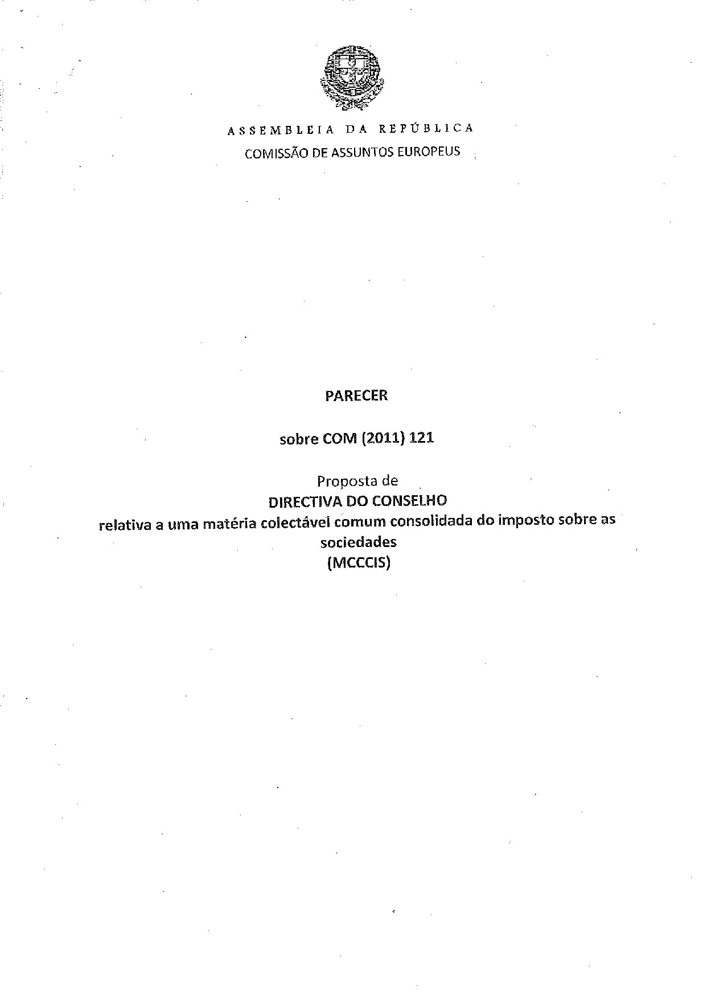 ASSEMBLEIA DA REPÚBLICA
COMISSÃO DE ASSUNTOS EUROPEUS
PARECER
sobre COM (2011) 121
Proposta de
DIRECTIVA DO CONSELHO
relativa a uma matéria colectável comum consolidada do imposto sobre as
sociedades
(MCCCIS)